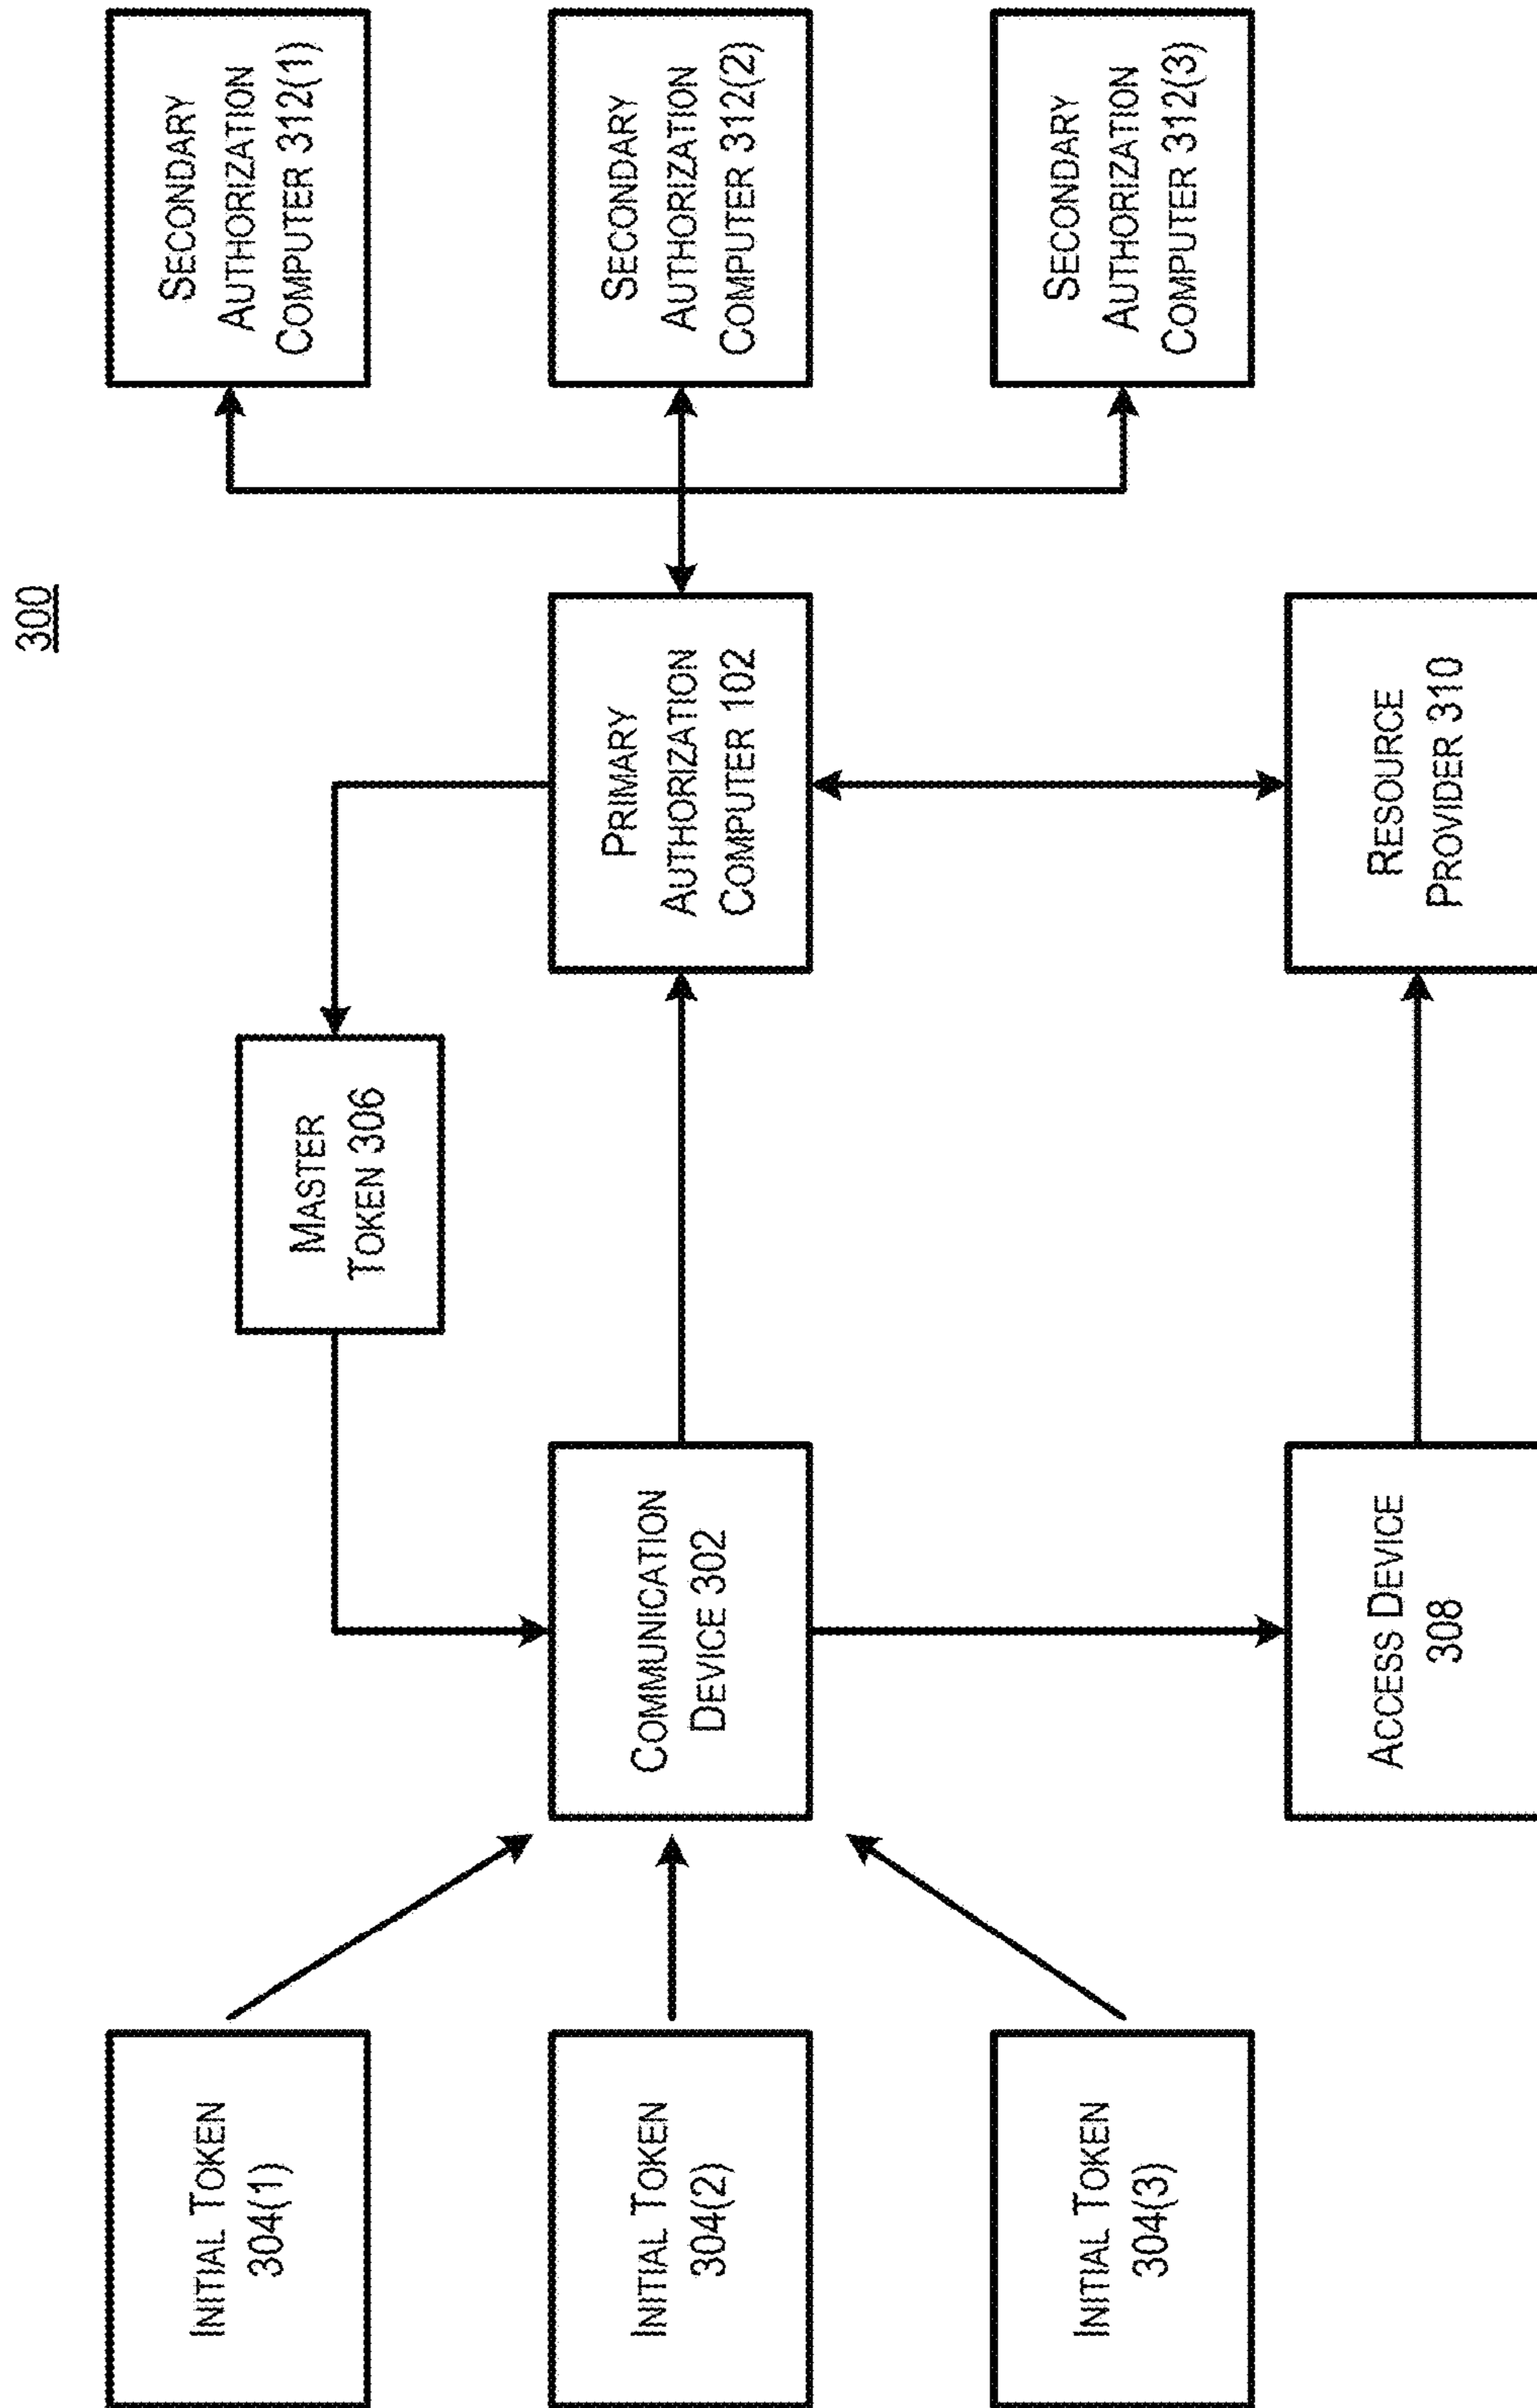 300
INITIAL TOKEN
304(1)
INITIAL TOKEN
304(2)
INITIAL TOKEN
304(3)
COMMUNICATION
DEVICE 302
MASTER
TOKEN 306
PRIMARY
AUTHORIZATION
COMPUTER 102
SECONDARY
AUTHORIZATION
COMPUTER 312(1)
SECONDARY
AUTHORIZATION
COMPUTER 312(2)
SECONDARY
AUTHORIZATION
COMPUTER 312(3)
ACCESS DEVICE
308
RESOURCE
PROVIDER 310